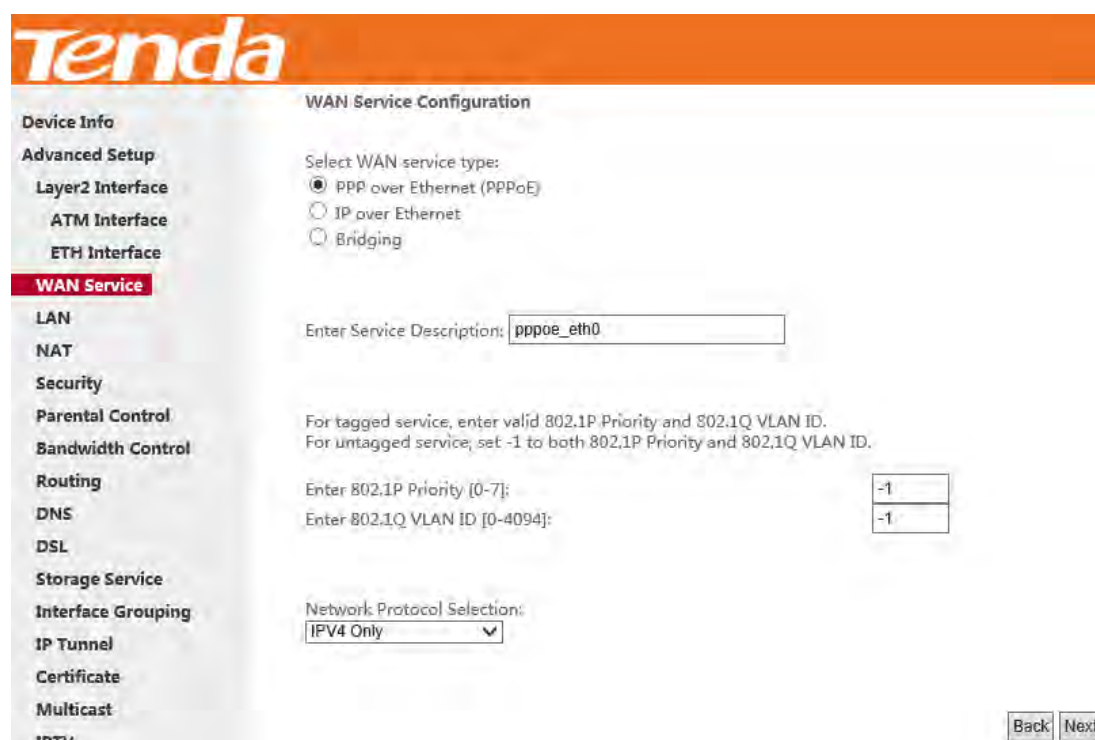 Tenda
Device Info
Advanced Setup
Layer2 Interface
ATM Interface
ETH Interface
WAN Service
LAN
NAT
Security
Parental Control
Bandwidth Control
Routing
DNS
DSL
Storage Service
Interface Grouping
IP Tunnel
Certificate
Multicast
IPTV
WAN Service Configuration
Select WAN service type:
PPP over Ethernet (PPPoE)
IP over Ethernet
Bridging
Enter Service Description: pppoe_eth0
For tagged service, enter valid 802.1P Priority and 802.1Q VLAN ID.
For untagged service, set -1 to both 802.1P Priority and 802.1Q VLAN ID.
Enter 802.1P Priority [0-7]: -1
Enter 802.1Q VLAN ID [0-4094]: -1
Network Protocol Selection:
IPV4 Only
Back Next